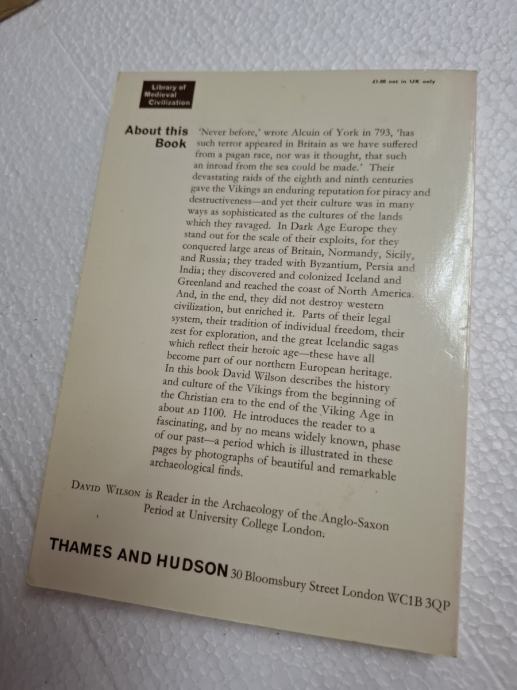 Library of
Medieval
Civilization
net in UK only
About this
Book
'Never before,' wrote Alcuin of York in 793, 'has
such terror appeared in Britain as we have suffered
from a pagan race, nor was it thought, that such
an inroad from the sea could be made.' Their
devastating raids of the eighth and ninth centuries
gave the Vikings an enduring reputation for piracy and
destructiveness—and yet their culture was in many
ways as sophisticated as the cultures of the lands
which they ravaged. In Dark Age Europe they
stand out for the scale of their exploits, for they
conquered large areas of Britain, Normandy, Sicily,
and Russia; they traded with Byzantium, Persia and
India; they discovered and colonized Iceland and
Greenland and reached the coast of North America.
And, in the end, they did not destroy western
civilization, but enriched it. Parts of their legal
system, their tradition of individual freedom, their
zest for exploration, and the great Icelandic sagas
which reflect their heroic age—these have all
become part of our northern European heritage.
In this book David Wilson describes the history
and culture of the Vikings from the beginning of
the Christian era to the end of the Viking Age in
about AD 1100. He introduces the reader to a
fascinating, and by no means widely known, phase
of our past—a period which is illustrated in these
pages by photographs of beautiful and remarkable
archaeological finds.
DAVID WILSON is Reader in the Archaeology of the Anglo-Saxon
Period at University College London.
THAMES AND HUDSON 30 Bloomsbury Street London WC1B 3QP